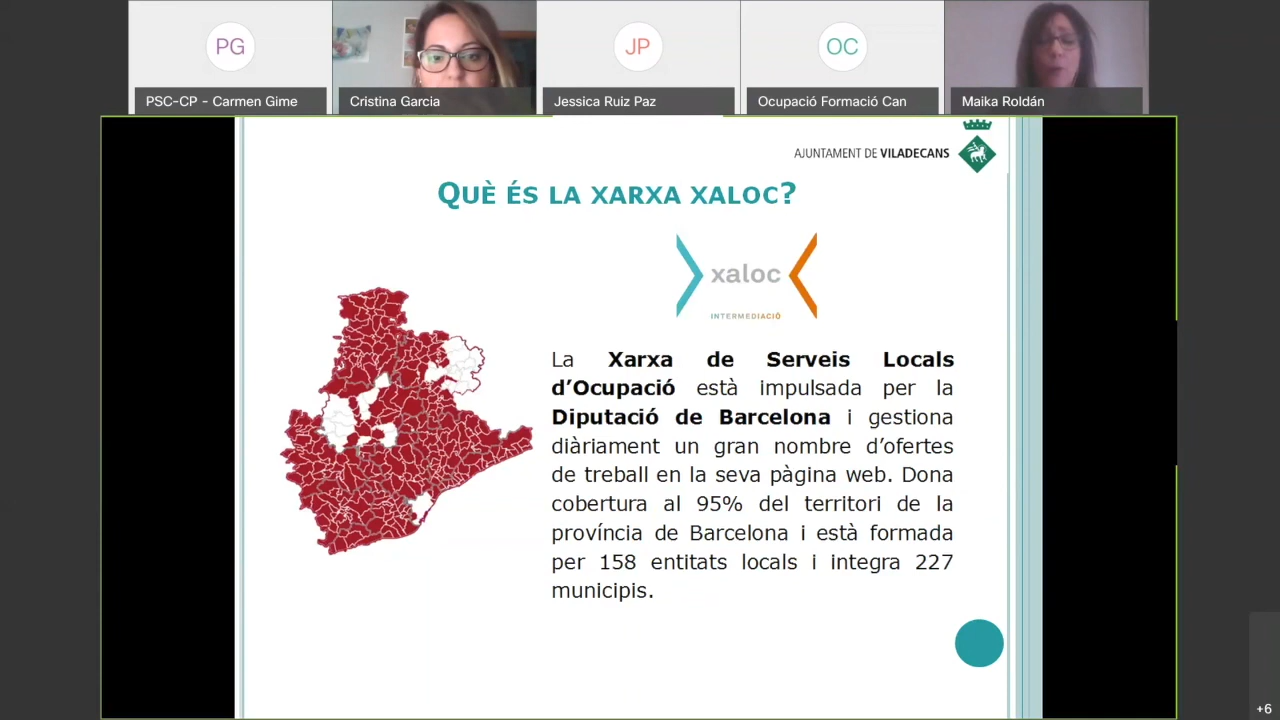 PG
JP
OC
PSC-CP - Carmen Gime
Cristina Garcia
Jessica Ruiz Paz
Ocupació Formació Can
Maika Roldán
AJUNTAMENT DE VILADECANS
QUÈ ÉS LA XARXA XALOC?
xaloc
INTERMEDIACIÓ
La Xarxa de Serveis Locals
d’Ocupació està impulsada per la
Diputació de Barcelona i gestiona
diàriament un gran nombre d’ofertes
de treball en la seva pàgina web. Dona
cobertura al 95% del territori de la
província de Barcelona i està formada
per 158 entitats locals i integra 227
municipis.
+6